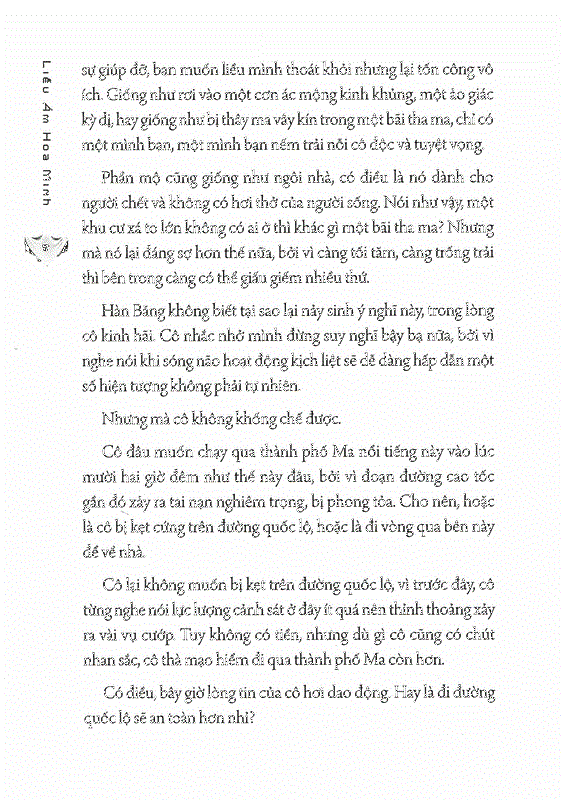 Liễu Ám Hoa Minh
sự giúp đỡ, bạn muốn liều mình thoát khỏi nhưng lại tốn công vô
ích. Giống như rơi vào một cơn ác mộng kinh khủng, một ảo giác
kỳ dị, hay giống như bị thây ma vây kín trong một bãi tha ma, chỉ có
một mình bạn, một mình bạn nếm trải nỗi cô độc và tuyệt vọng.
Phần mộ cũng giống như ngôi nhà, có điều là nó dành cho
người chết và không có hơi thở của người sống. Nói như vậy, một
khu cư xá to lớn không có ai ở thì khác gì một bãi tha ma? Nhưng
mà nó lại đáng sợ hơn thế nữa, bởi vì càng tối tăm, càng trống trải
thì bên trong càng có thể giấu giếm nhiều thứ.
Hàn Băng không biết tại sao lại nảy sinh ý nghĩ này, trong lòng
cô kinh hãi. Cô nhắc nhở mình đừng suy nghĩ bậy bạ nữa, bởi vì
nghe nói khi sóng não hoạt động kịch liệt sẽ dễ dàng hấp dẫn một
số hiện tượng không phải tự nhiên.
Nhưng mà cô không khống chế được.
Cô đâu muốn chạy qua thành phố Ma nổi tiếng này vào lúc
mười hai giờ đêm như thế này đâu, bởi vì đoạn đường cao tốc
gần đó xảy ra tai nạn nghiêm trọng, bị phong tỏa. Cho nên, hoặc
là cô bị kẹt cứng trên đường quốc lộ, hoặc là đi vòng qua bên này
để về nhà.
Cô lại không muốn bị kẹt trên đường quốc lộ, vì trước đây, cô
từng nghe nói lực lượng cảnh sát ở đây ít quá nên thỉnh thoảng xảy
ra vài vụ cướp. Tuy không có tiền, nhưng dù gì cô cũng có chút
nhan sắc, cô thà mạo hiểm đi qua thành phố Ma còn hơn.
Có điều, bây giờ lòng tin của cô hơi dao động. Hay là đi đường
quốc lộ sẽ an toàn hơn nhỉ?